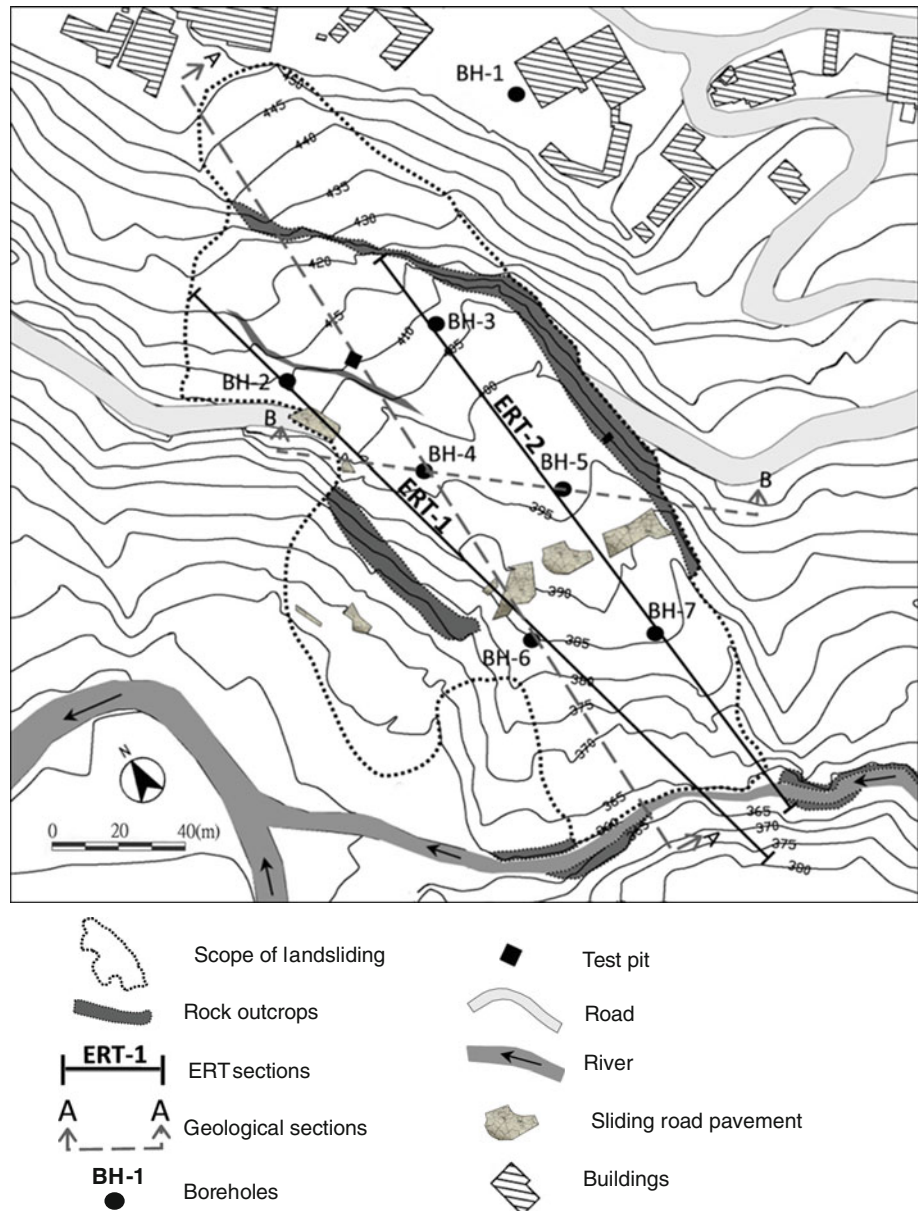 A
BH-1
450
445
440
435
430
420
415
410
BH-3
405
BH-2
400
ERT-2
B
BH-4
BH-5
B
ERT-1
395
390
BH-7
385
BH-6
380
375
370
365
365
370
375
380
365
A
N
0 20 40(m)
Scope of landsliding
Test pit
Rock outcrops
Road
ERT-1
ERT sections
River
A A
Geological sections
Sliding road pavement
BH-1
Boreholes
Buildings